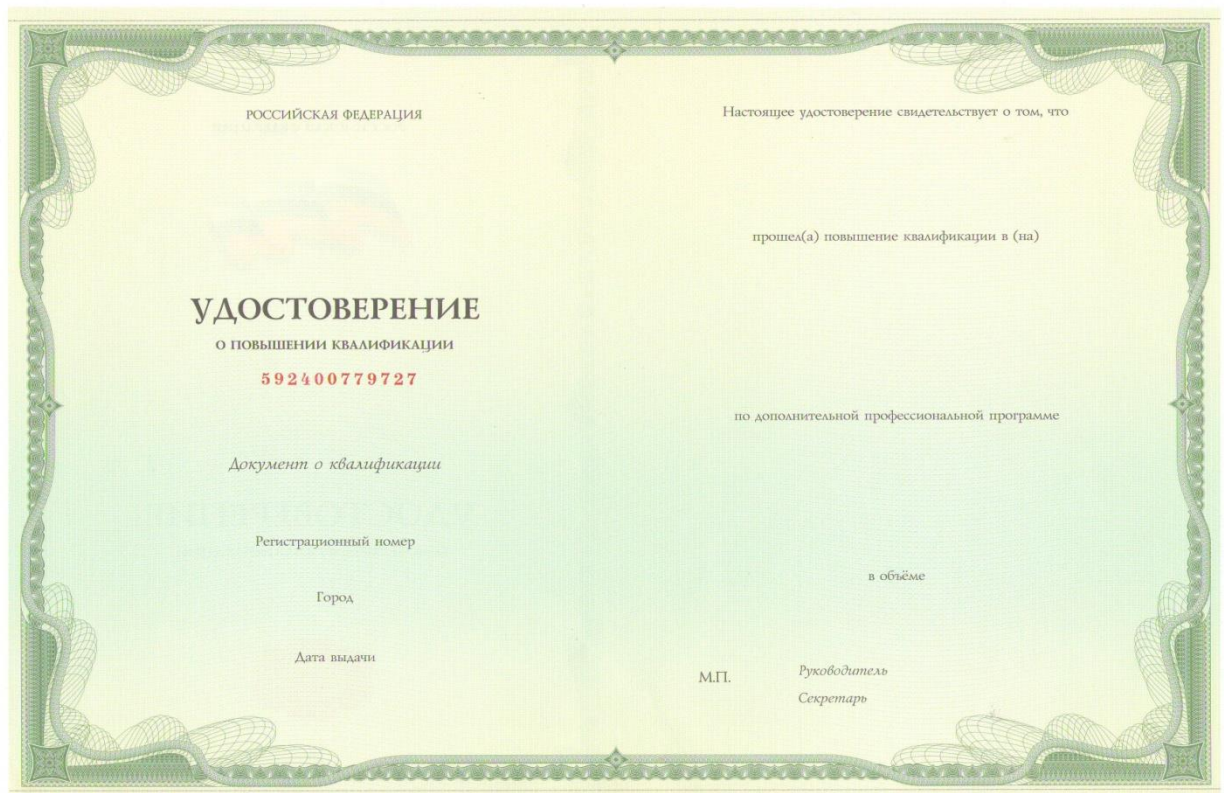 РОССИЙСКАЯ ФЕДЕРАЦИЯ
УДОСТОВЕРЕНИЕ
О ПОВЫШЕНИИ КВАЛИФИКАЦИИ
592400779727
Документ о квалификации
Регистрационный номер
Город
Дата выдачи
Настоящее удостоверение свидетельствует о том, что
прошел(а) повышение квалификации в (на)
по дополнительной профессиональной программе
в объёме
М.П.
Руководитель
Секретарь